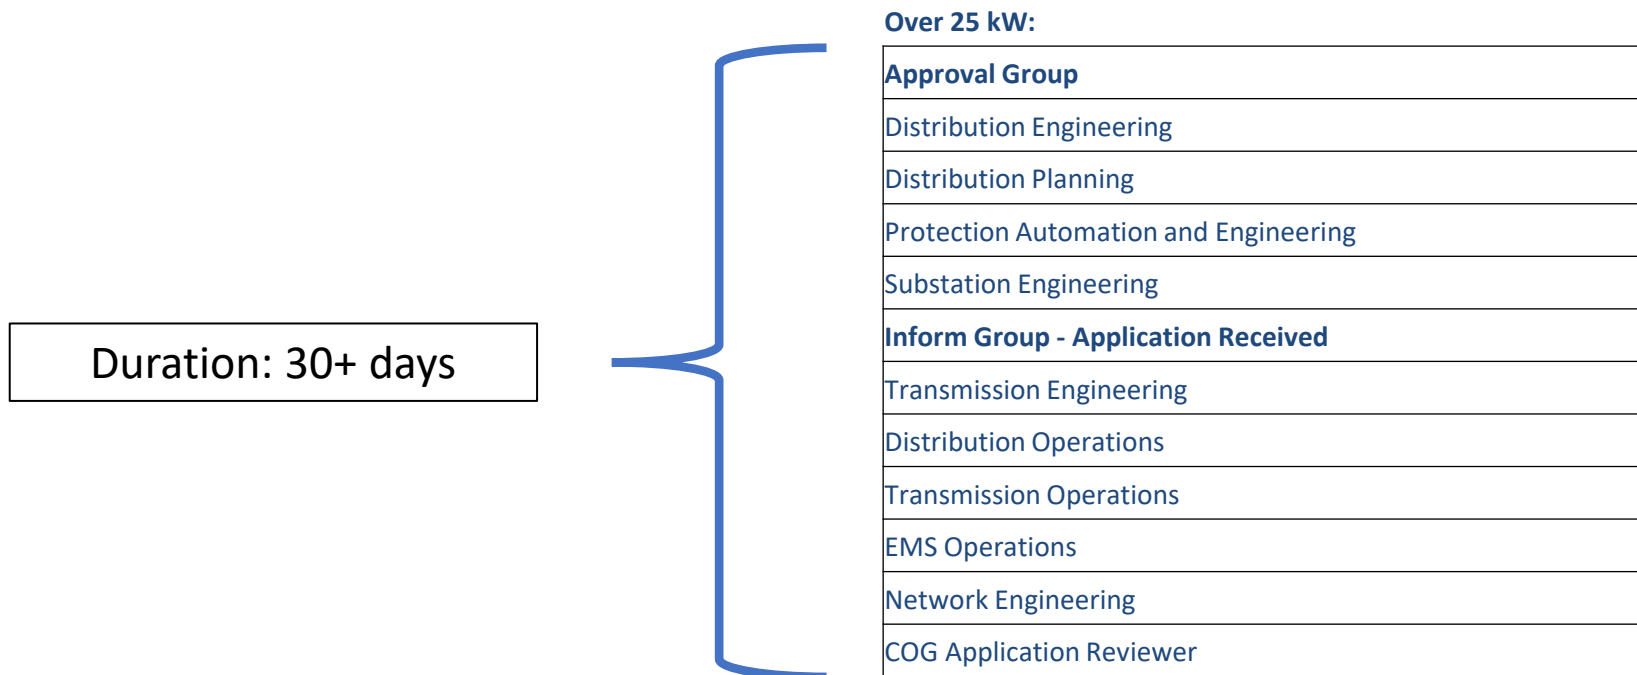 Over 25 kW:
Approval Group
Distribution Engineering
Distribution Planning
Protection Automation and Engineering
Substation Engineering
Inform Group - Application Received
Transmission Engineering
Distribution Operations
Transmission Operations
EMS Operations
Network Engineering
COG Application Reviewer
Duration: 30+ days